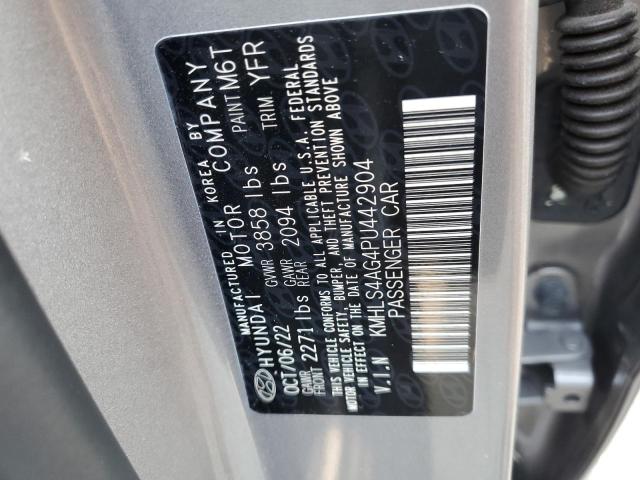 MANUFACTURED IN KOREA BY
HYUNDAI MOTOR COMPANY
OCT/06/22 GVWR 3858 lbs PAINT M6T
GAWR FRONT 2271 lbs GAWR REAR 2094 lbs TRIM YFR
THIS VEHICLE CONFORMS TO ALL APPLICABLE U.S.A. FEDERAL
MOTOR VEHICLE SAFETY, BUMPER, AND THEFT PREVENTION STANDARDS
IN EFFECT ON THE DATE OF MANUFACTURE SHOWN ABOVE
V.I.N KMHLS4AG4PU442904
PASSENGER CAR